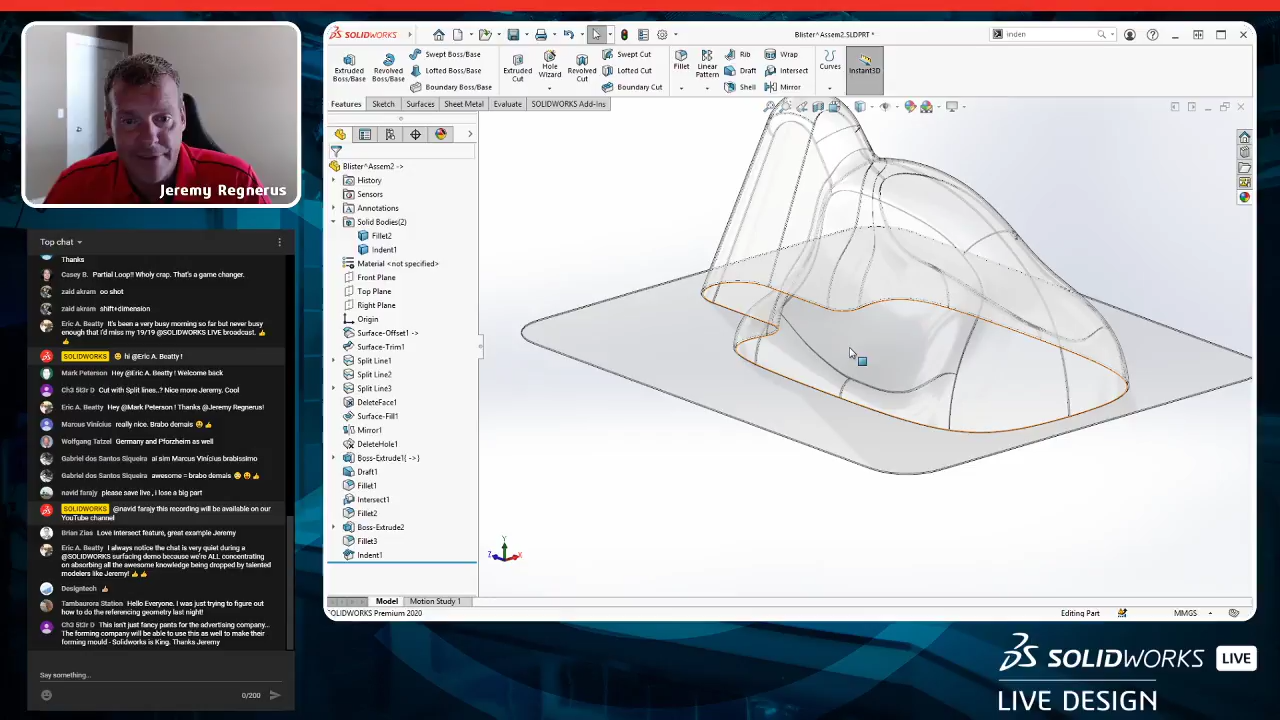 Jeremy Regnerus
Top chat
Thanks
Casey B. Partial Loop!! Wholy crap. That's a game changer.
zaid akram oo shot
zaid akram shift+dimension
Eric A. Beatty It's been a very busy morning so far but never busy
enough that I'd miss my 19/19 @SOLIDWORKS LIVE broadcast.
SOLIDWORKS hi @Eric A. Beatty !
Mark Peterson Hey @Eric A. Beatty ! Welcome back
Ch3 5t3r D Cut with Split lines..? Nice move Jeremy. Cool
Eric A. Beatty Hey @Mark Peterson ! Thanks @Jeremy Regnerus!
Marcus Vinícius really nice. Brabo demais
Wolfgang Tatzel Germany and Pforzheim as well
Gabriel dos Santos Siqueira ai sim Marcus Vinícius brabissimo
Gabriel dos Santos Siqueira awesome = brabo demais
navid farajy please save live , i lose a big part
SOLIDWORKS @navid farajy this recording will be available on our
YouTube channel
Brian Zias Love Intersect feature, great example Jeremy
Eric A. Beatty I always notice the chat is very quiet during a
@SOLIDWORKS surfacing demo because we're ALL concentrating
on absorbing all the awesome knowledge being dropped by talented
modelers like Jeremy!
Designtech
Tambaurora Station Hello Everyone. I was just trying to figure out
how to do the referencing geometry last night!
Ch3 5t3r D This isn't just fancy pants for the advertising company...
The forming company will be able to use this as well to make their
forming mould - Solidworks is King. Thanks Jeremy
Say something...
0/200
SOLIDWORKS
Blister^Assem2.SLDPRT *
inden
Extruded Boss/Base
Revolved Boss/Base
Swept Boss/Base
Lofted Boss/Base
Boundary Boss/Base
Extruded Cut
Hole Wizard
Revolved Cut
Swept Cut
Lofted Cut
Boundary Cut
Fillet
Linear Pattern
Rib
Draft
Shell
Wrap
Intersect
Mirror
Curves
Instant3D
Features Sketch Surfaces Sheet Metal Evaluate SOLIDWORKS Add-Ins
Blister^Assem2 ->
History
Sensors
Annotations
Solid Bodies(2)
Fillet2
Indent1
Material <not specified>
Front Plane
Top Plane
Right Plane
Origin
Surface-Offset1 ->
Surface-Trim1
Split Line1
Split Line2
Split Line3
DeleteFace1
Surface-Fill1
Mirror1
DeleteHole1
Boss-Extrude1{ ->}
Draft1
Fillet1
Intersect1
Fillet2
Boss-Extrude2
Fillet3
Indent1
Y
Z X
Model Motion Study 1
SOLIDWORKS Premium 2020
Editing Part
MMGS
SOLIDWORKS LIVE
LIVE DESIGN